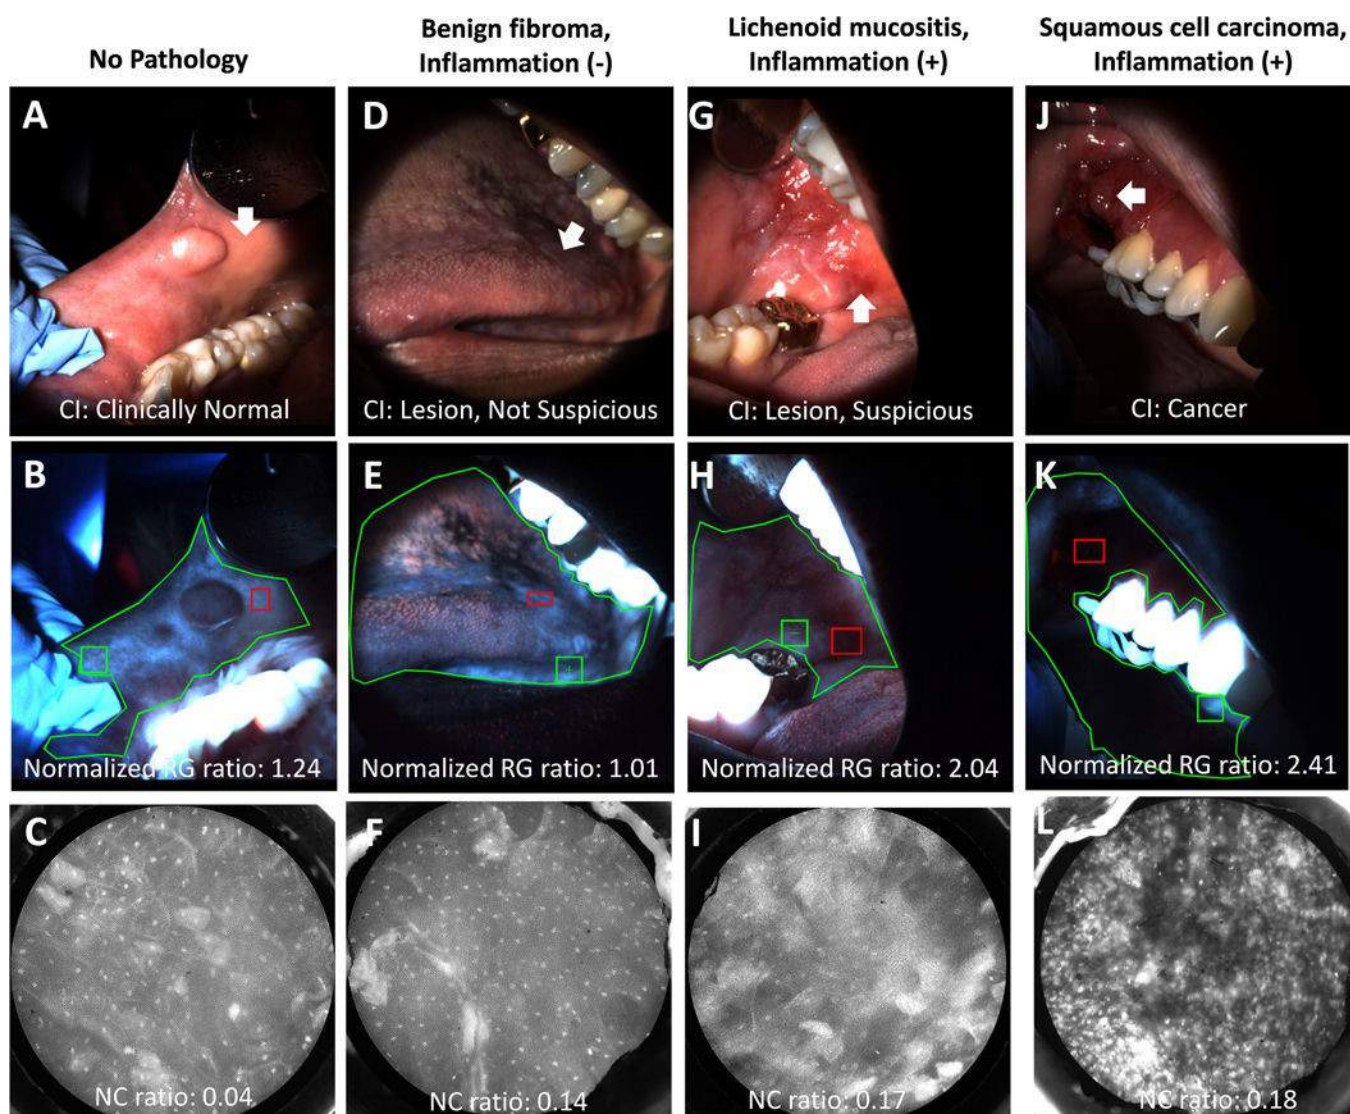 No Pathology
Benign fibroma,
Inflammation (-)
Lichenoid mucositis,
Inflammation (+)
Squamous cell carcinoma,
Inflammation (+)
A
CI: Clinically Normal
D
CI: Lesion, Not Suspicious
G
CI: Lesion, Suspicious
J
CI: Cancer
B
Normalized RG ratio: 1.24
E
Normalized RG ratio: 1.01
H
Normalized RG ratio: 2.04
K
Normalized RG ratio: 2.41
C
NC ratio: 0.04
F
NC ratio: 0.14
I
NC ratio: 0.17
L
NC ratio: 0.18